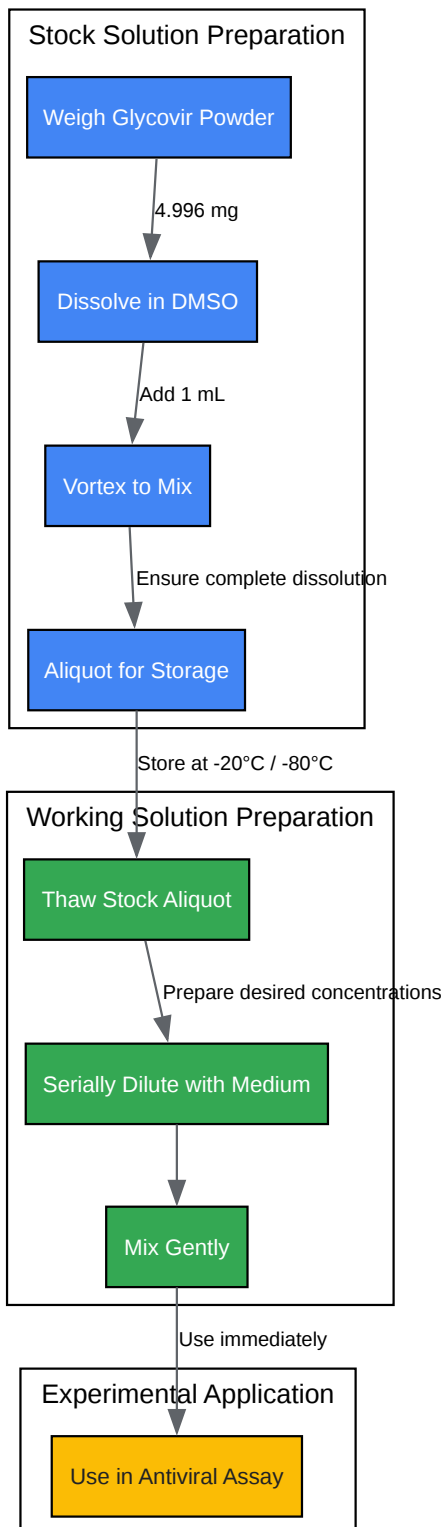 Stock Solution Preparation
Weigh Glycovir Powder
4.996 mg
Dissolve in DMSO
Add 1 mL
Vortex to Mix
Ensure complete dissolution
Aliquot for Storage
Store at -20°C / -80°C
Working Solution Preparation
Thaw Stock Aliquot
Prepare desired concentrations
Serially Dilute with Medium
Mix Gently
Use immediately
Experimental Application
Use in Antiviral Assay